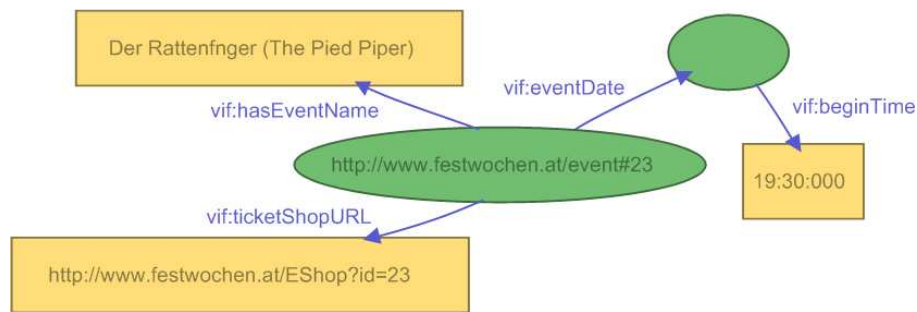 Der Rattenfnger (The Pied Piper)
vif:eventDate
vif:hasEventName
vif:beginTime
http://www.festwochen.at/event#23
19:30:000
vif:ticketShopURL
http://www.festwochen.at/EShop?id=23